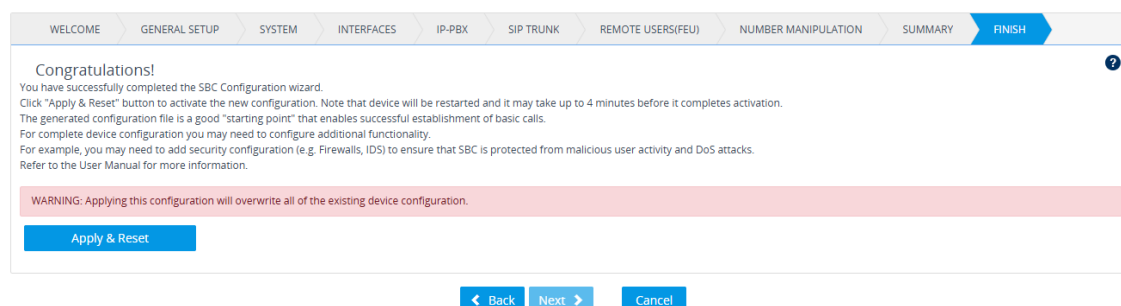 WELCOME GENERAL SETUP SYSTEM INTERFACES IP-PBX SIP TRUNK REMOTE USERS(FEU) NUMBER MANIPULATION SUMMARY FINISH
Congratulations!
You have successfully completed the SBC Configuration wizard.
Click "Apply & Reset" button to activate the new configuration. Note that device will be restarted and it may take up to 4 minutes before it completes activation.
The generated configuration file is a good "starting point" that enables successful establishment of basic calls.
For complete device configuration you may need to configure additional functionality.
For example, you may need to add security configuration (e.g. Firewalls, IDS) to ensure that SBC is protected from malicious user activity and DoS attacks.
Refer to the User Manual for more information.
WARNING: Applying this configuration will overwrite all of the existing device configuration.
Apply & Reset
Back Next Cancel